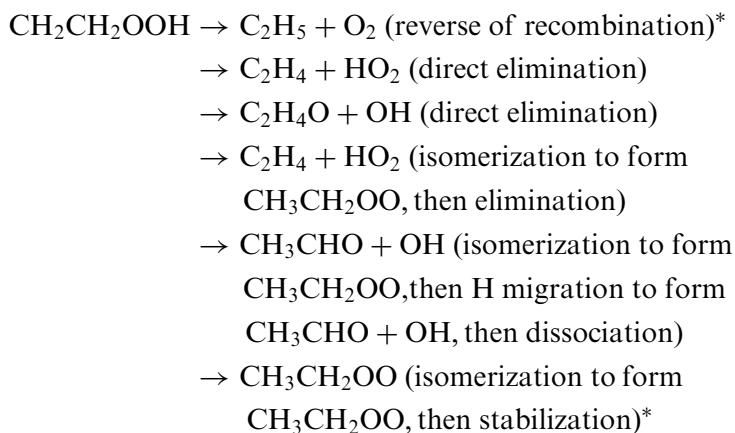 CH₂CH₂OOH → C₂H₅ + O₂ (reverse of recombination)*
→ C₂H₄ + HO₂ (direct elimination)
→ C₂H₄O + OH (direct elimination)
→ C₂H₄ + HO₂ (isomerization to form
CH₃CH₂OO, then elimination)
→ CH₃CHO + OH (isomerization to form
CH₃CH₂OO,then H migration to form
CH₃CHO + OH, then dissociation)
→ CH₃CH₂OO (isomerization to form
CH₃CH₂OO, then stabilization)*